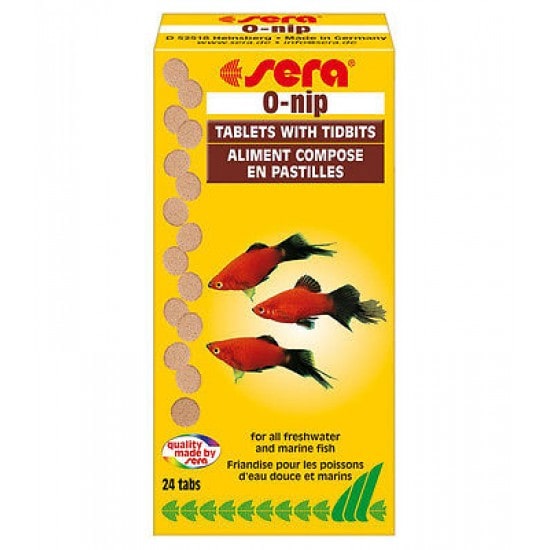 sera
O-nip
D 52518 Heinsberg • Made in Germany
www.sera.de • info@sera.de
sera®
O-nip
TABLETS WITH TIDBITS
ALIMENT COMPOSE
EN PASTILLES
for all freshwater
and marine fish
Friandise pour les poissons
d'eau douce et marins
quality
made by
sera
24 tabs